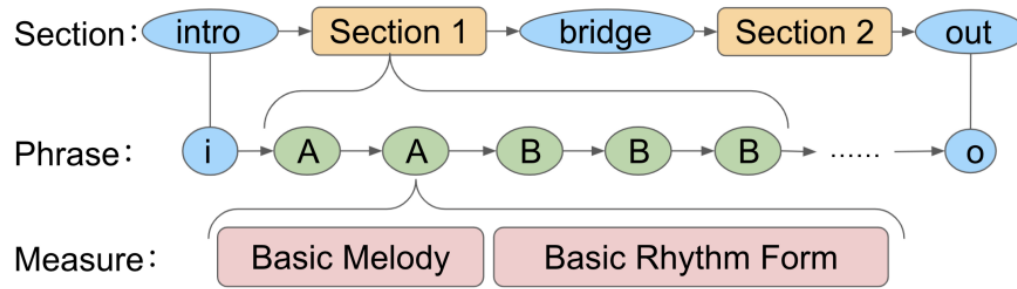 Section: intro Section 1 bridge Section 2 out
Phrase: i A A B B B ...... o
Measure: Basic Melody Basic Rhythm Form